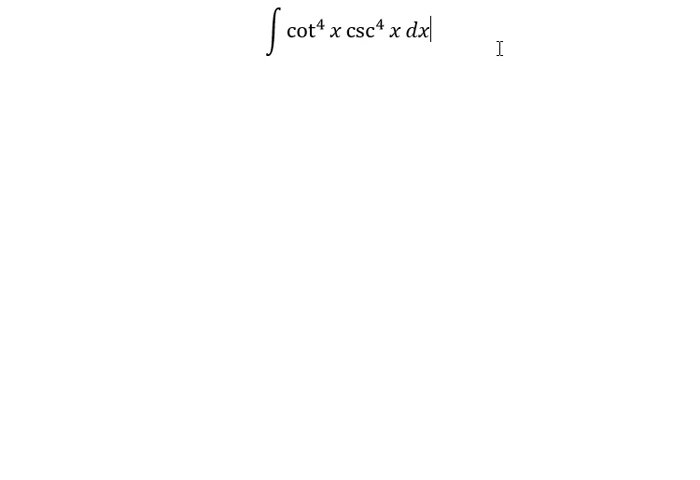 ∫ cot⁴ x csc⁴ x dx